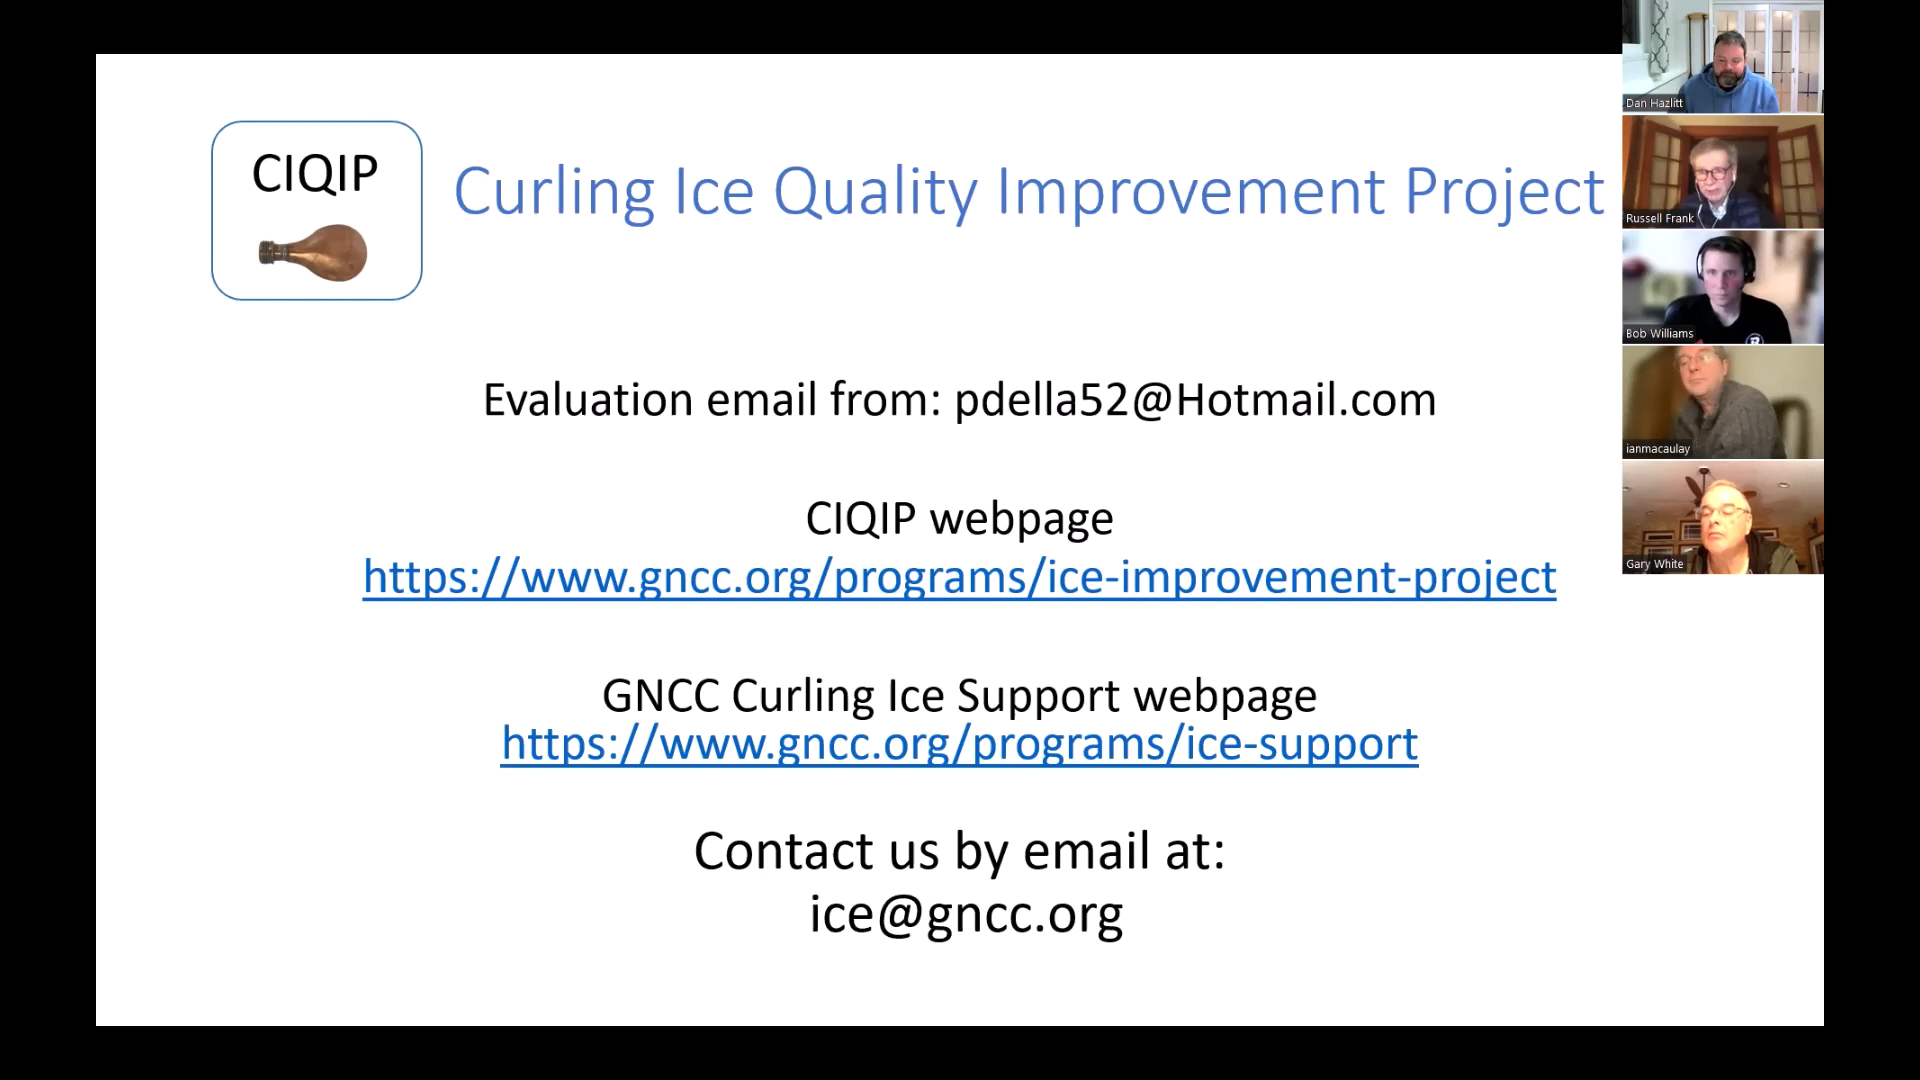 CIQIP
Curling Ice Quality Improvement Project
Evaluation email from: pdella52@Hotmail.com
CIQIP webpage
https://www.gncc.org/programs/ice-improvement-project
GNCC Curling Ice Support webpage
https://www.gncc.org/programs/ice-support
Contact us by email at:
ice@gncc.org
Dan Hazlitt
Russell Frank
Bob Williams
ianmacaulay
Gary White